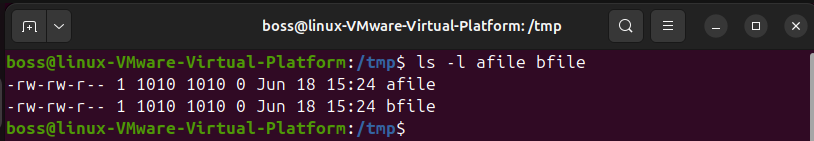 boss@linux-VMware-Virtual-Platform: /tmp
boss@linux-VMware-Virtual-Platform:/tmp$ ls -l afile bfile
-rw-rw-r-- 1 1010 1010 0 Jun 18 15:24 afile
-rw-rw-r-- 1 1010 1010 0 Jun 18 15:24 bfile
boss@linux-VMware-Virtual-Platform:/tmp$